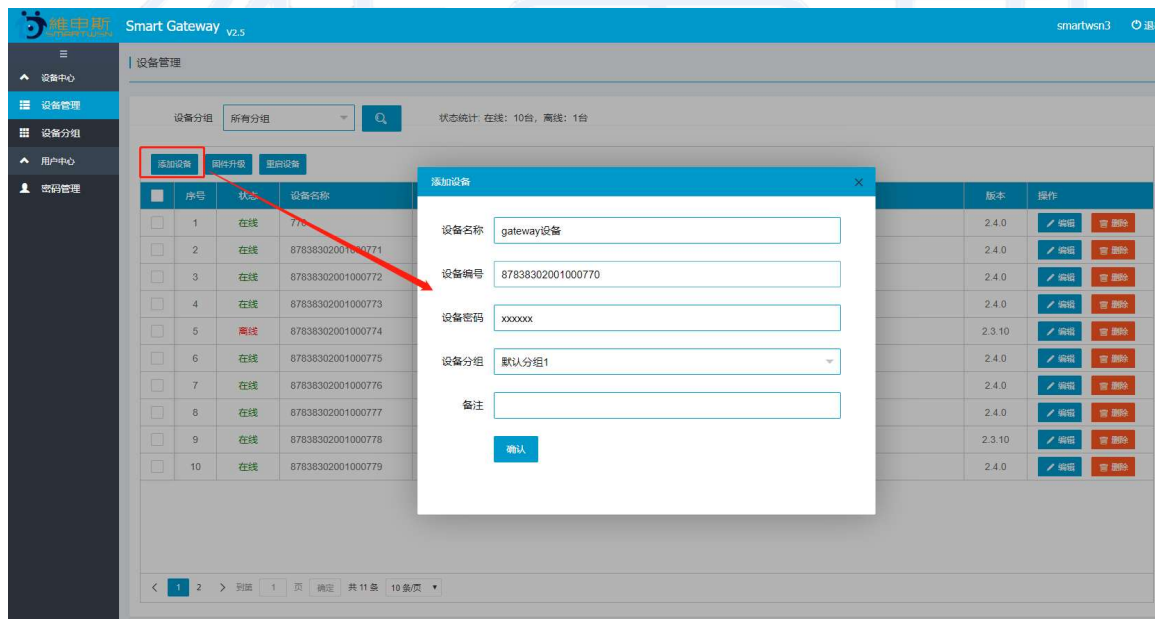 維申斯
SMARTWSN
Smart Gateway V2.5
smartwsn3
设备中心
设备管理
设备分组
用户中心
密码管理
设备管理
设备分组 所有分组
状态统计: 在线：10台，离线：1台
添加设备 固件升级 重启设备
序号 状态 设备名称 版本 操作
1 在线 2.4.0 编辑 删除
2 在线 87838302001000771 2.4.0 编辑 删除
3 在线 87838302001000772 2.4.0 编辑 删除
4 在线 87838302001000773 2.4.0 编辑 删除
5 离线 87838302001000774 2.3.10 编辑 删除
6 在线 87838302001000775 2.4.0 编辑 删除
7 在线 87838302001000776 2.4.0 编辑 删除
8 在线 87838302001000777 2.4.0 编辑 删除
9 在线 87838302001000778 2.3.10 编辑 删除
10 在线 87838302001000779 2.4.0 编辑 删除
添加设备
设备名称 gateway设备
设备编号 87838302001000770
设备密码 xxxxxx
设备分组 默认分组1
备注
确认
1 2 到第 1 页 确定 共 11 条 10 条/页